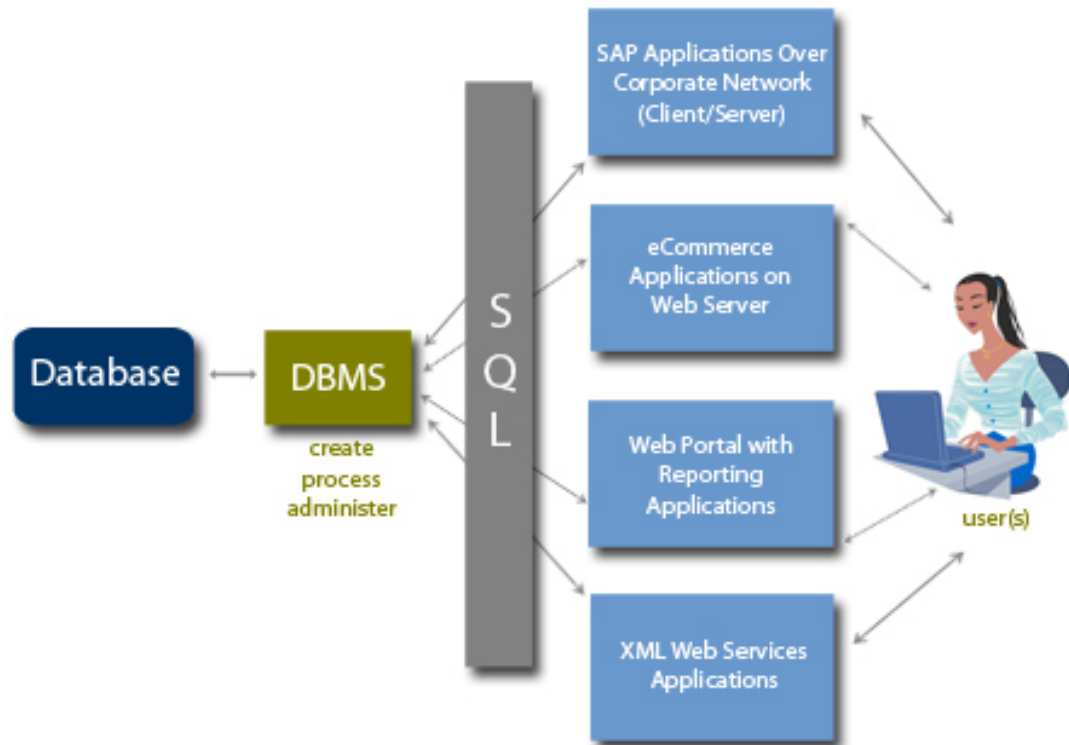 Database
DBMS
create
process
administer
S
Q
L
SAP Applications Over
Corporate Network
(Client/Server)
eCommerce
Applications on
Web Server
Web Portal with
Reporting
Applications
XML Web Services
Applications
user(s)